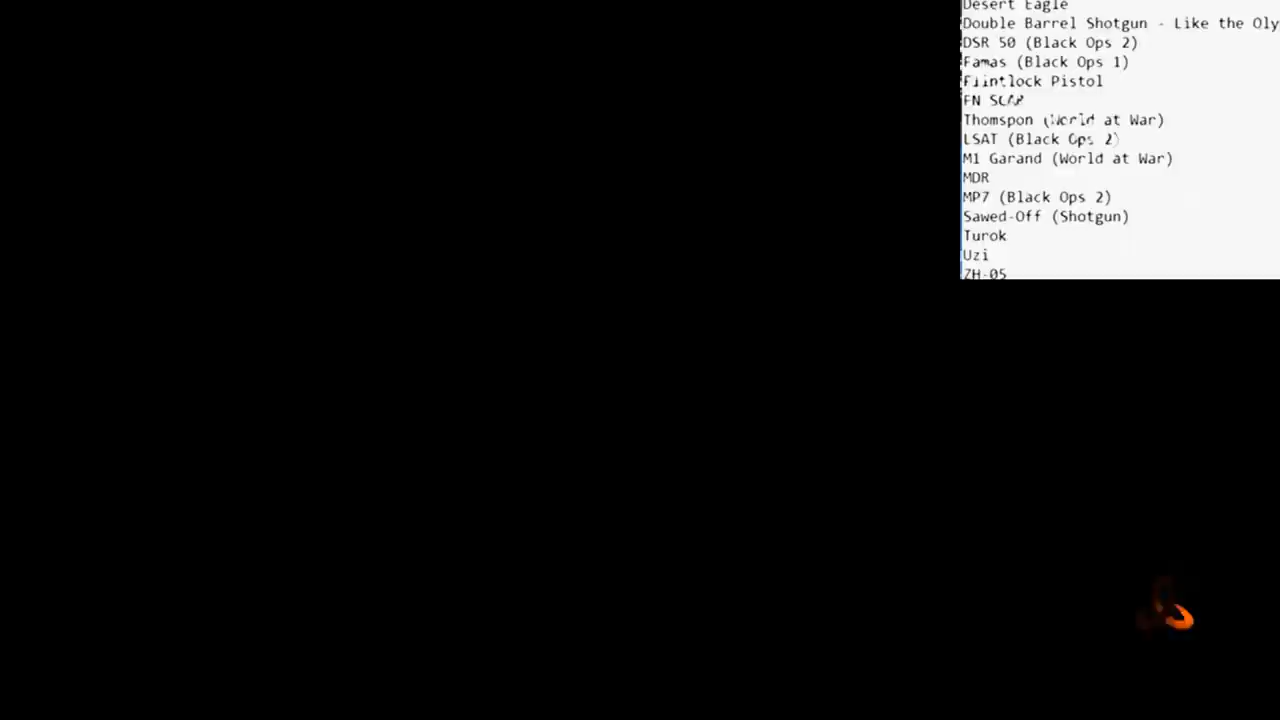 Desert Eagle
Double Barrel Shotgun - Like the Oly
DSR 50 (Black Ops 2)
Famas (Black Ops 1)
Flintlock Pistol
FN SCAR
Thomspon (World at War)
LSAT (Black Ops 2)
M1 Garand (World at War)
MDR
MP7 (Black Ops 2)
Sawed-Off (Shotgun)
Turok
Uzi
ZH-05